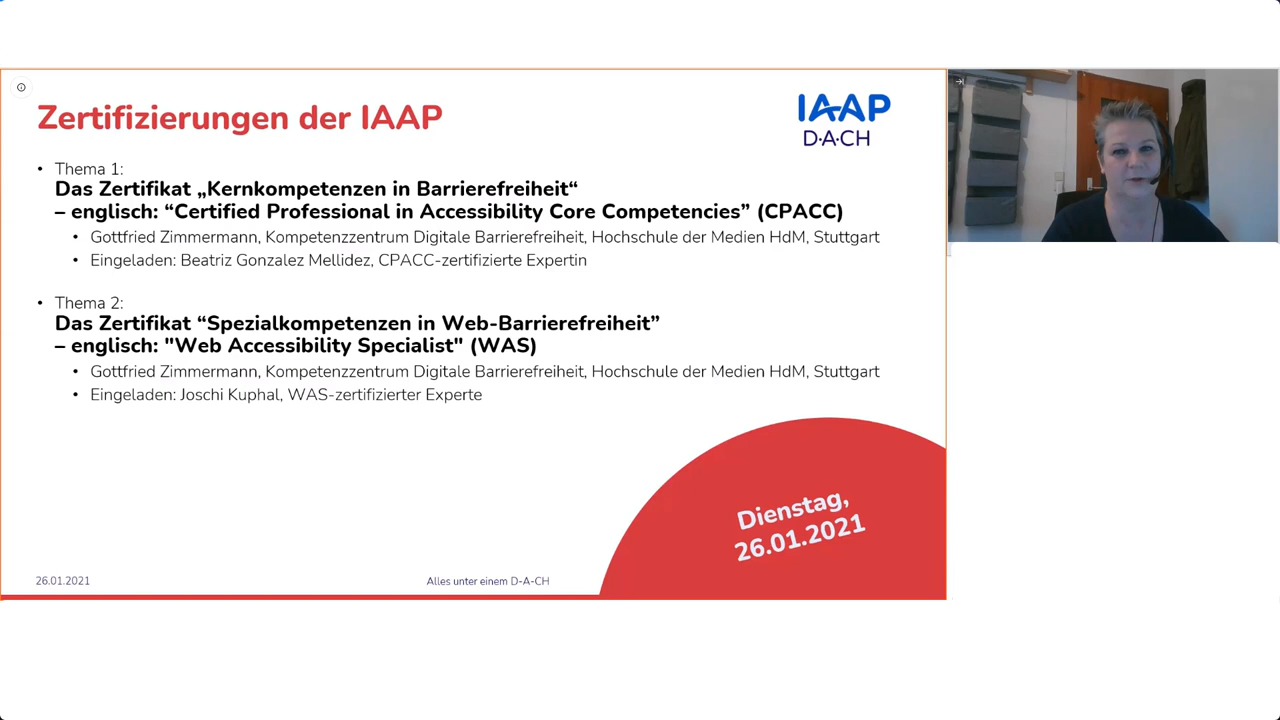 Zertifizierungen der IAAP
IAAP
D·A·CH
• Thema 1:
Das Zertifikat „Kernkompetenzen in Barrierefreiheit“
– englisch: “Certified Professional in Accessibility Core Competencies” (CPACC)
• Gottfried Zimmermann, Kompetenzzentrum Digitale Barrierefreiheit, Hochschule der Medien HdM, Stuttgart
• Eingeladen: Beatriz Gonzalez Mellidez, CPACC-zertifizierte Expertin
• Thema 2:
Das Zertifikat “Spezialkompetenzen in Web-Barrierefreiheit”
– englisch: "Web Accessibility Specialist" (WAS)
• Gottfried Zimmermann, Kompetenzzentrum Digitale Barrierefreiheit, Hochschule der Medien HdM, Stuttgart
• Eingeladen: Joschi Kuphal, WAS-zertifizierter Experte
Dienstag,
26.01.2021
26.01.2021
Alles unter einem D-A-CH